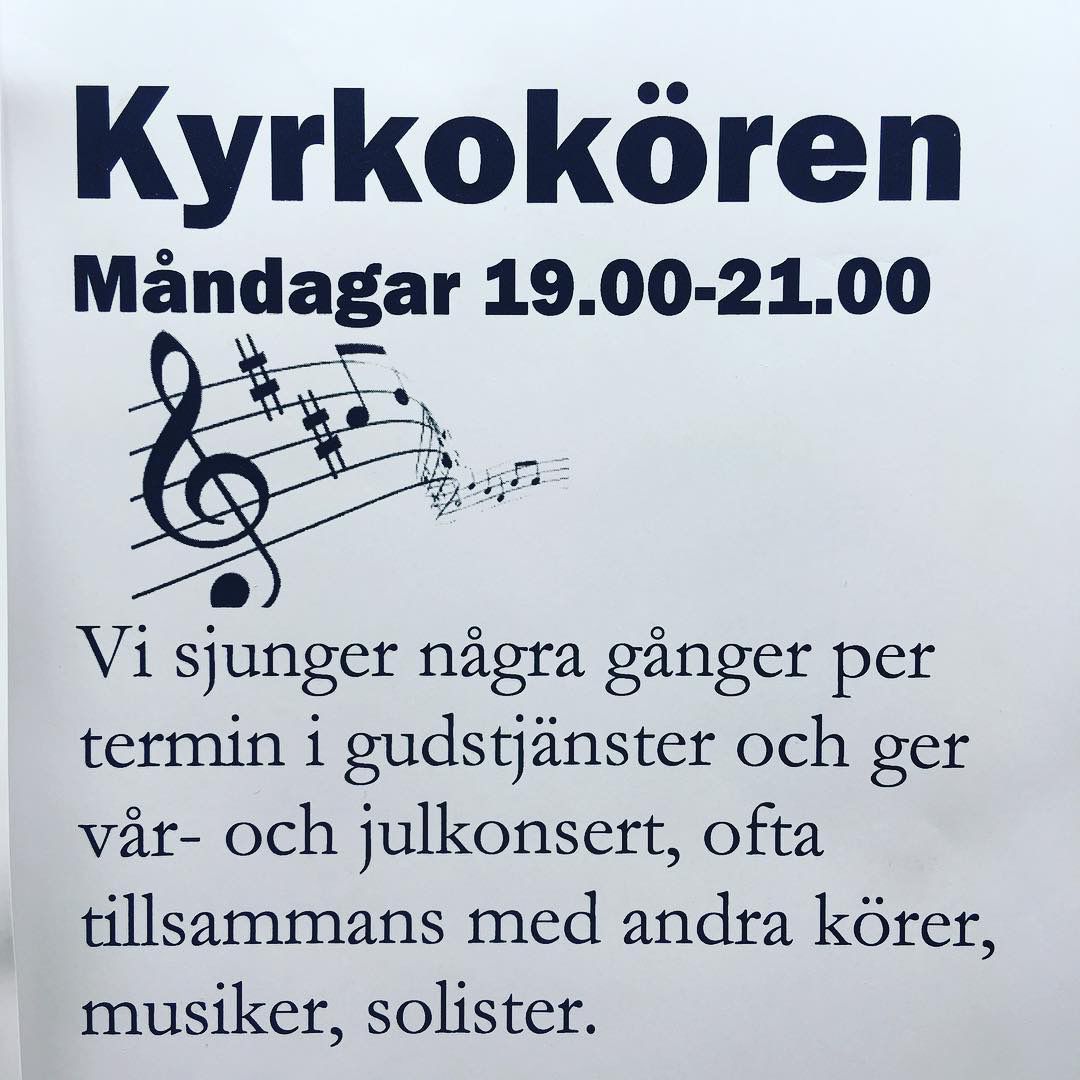 Kyrkokören
Måndagar 19.00-21.00
Vi sjunger några gånger per
termin i gudstjänster och ger
vår- och julkonsert, ofta
tillsammans med andra körer,
musiker, solister.